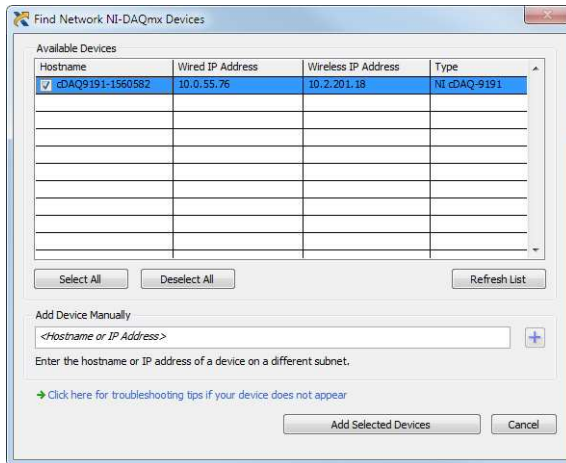 Find Network NI-DAQmx Devices
Available Devices
Hostname Wired IP Address Wireless IP Address Type
cDAQ9191-1560582 10.0.55.76 10.2.201.18 NI cDAQ-9191
Select All Deselect All Refresh List
Add Device Manually
<Hostname or IP Address>
Enter the hostname or IP address of a device on a different subnet.
Click here for troubleshooting tips if your device does not appear
Add Selected Devices Cancel